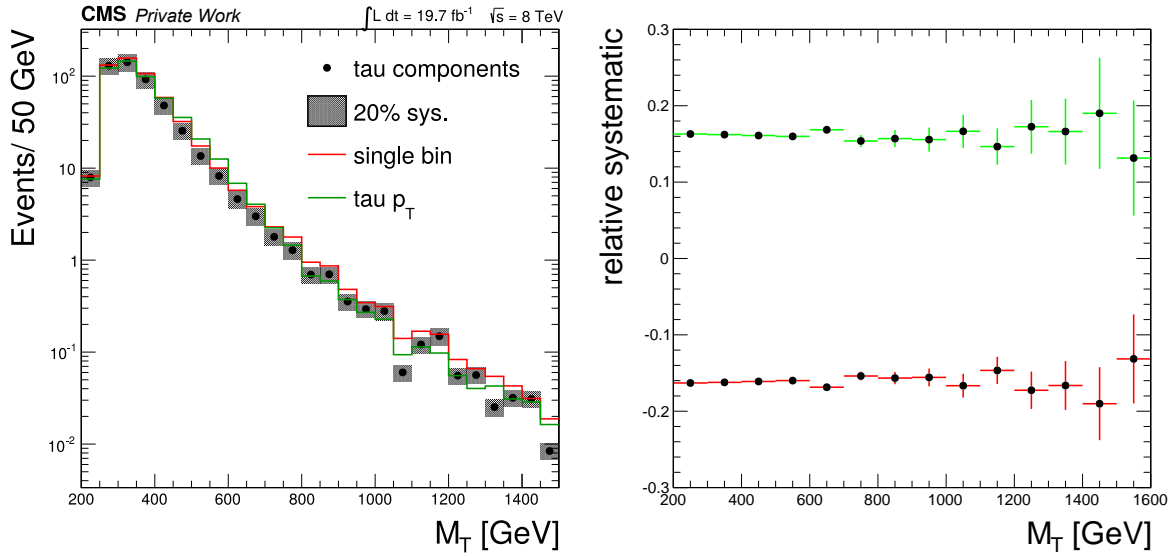 CMS Private Work
∫L dt = 19.7 fb⁻¹ √s = 8 TeV
Events/ 50 GeV
10²
10
1
10⁻¹
10⁻²
tau components
20% sys.
single bin
tau p_T
200 400 600 800 1000 1200 1400
M_T [GeV]
relative systematic
0.3
0.2
0.1
0
-0.1
-0.2
-0.3
200 400 600 800 1000 1200 1400 1600
M_T [GeV]